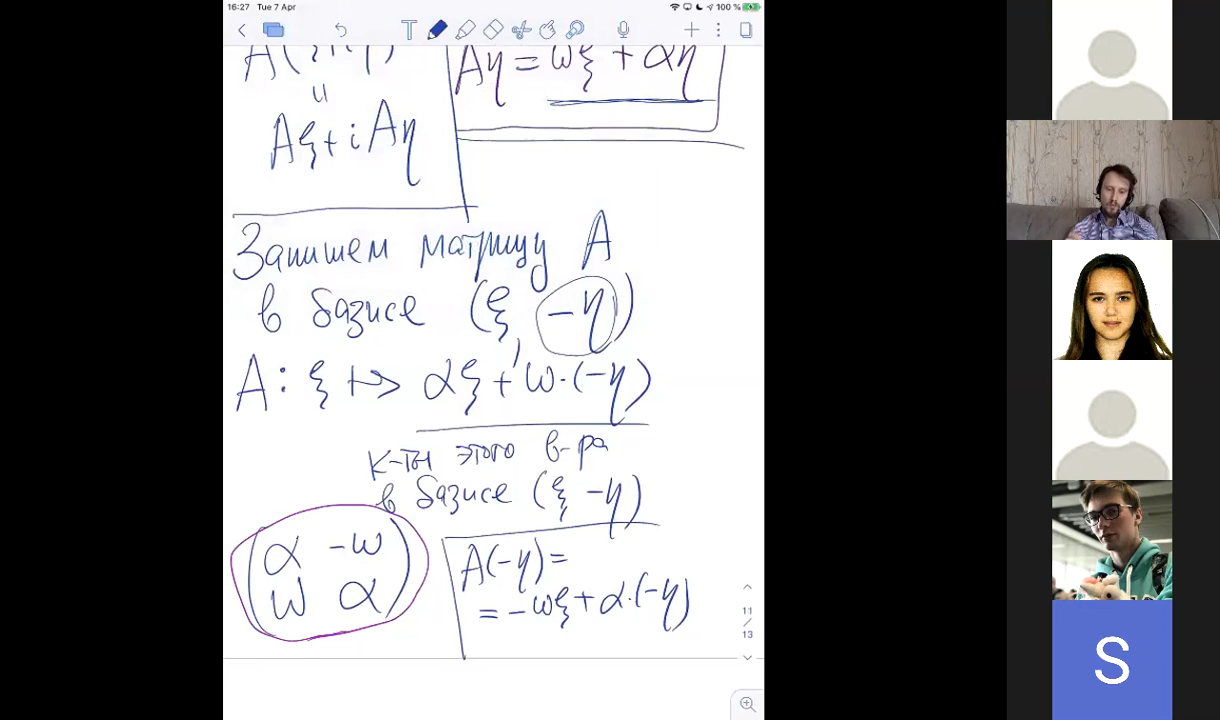 16:27 Tue 7 Apr
100 %
T
Aη = ωξ + αη
Aξ + i Aη
Запишем матрицу A
в базисе (ξ, -η)
A: ξ ↦ αξ + ω·(-η)
к-ты этого в-ра
в базисе (ξ -η)
α -ω
ω α
A(-η) =
= -ωξ + α·(-η)
11
/
13
S